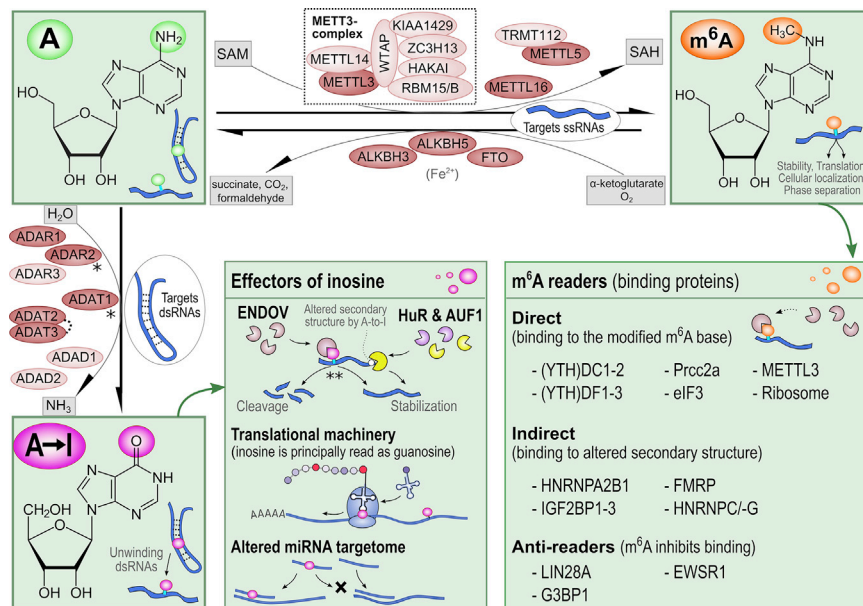 A
NH₂
N
N
N
N
HO
O
OH
OH
SAM
METT3-
complex
METTL14
METTL3
WTAP
KIAA1429
ZC3H13
HAKAI
RBM15/B
TRMT112
METTL5
METTL16
SAH
Targets ssRNAs
ALKBH3
ALKBH5
FTO
(Fe²⁺)
succinate, CO₂,
formaldehyde
α-ketoglutarate
O₂
m⁶A
H₃C
NH
N
N
N
N
HO
O
OH
OH
Stability, Translation
Cellular localization
Phase separation
H₂O
ADAR1
ADAR2
*
ADAR3
ADAT1
*
ADAT2
ADAT3
ADAD1
ADAD2
NH₃
Targets
dsRNAs
A→I
O
N
NH
N
N
CH₂OH
O
OH
OH
Unwinding
dsRNAs
Effectors of inosine
ENDOV
Altered secondary
structure by A-to-I
HuR & AUF1
**
Cleavage
Stabilization
Translational machinery
(inosine is principally read as guanosine)
AAAAA
Altered miRNA targetome
m⁶A readers (binding proteins)
Direct
(binding to the modified m⁶A base)
- (YTH)DC1-2 - Prcc2a - METTL3
- (YTH)DF1-3 - eIF3 - Ribosome
Indirect
(binding to altered secondary structure)
- HNRNPA2B1 - FMRP
- IGF2BP1-3 - HNRNPC/-G
Anti-readers (m⁶A inhibits binding)
- LIN28A - EWSR1
- G3BP1